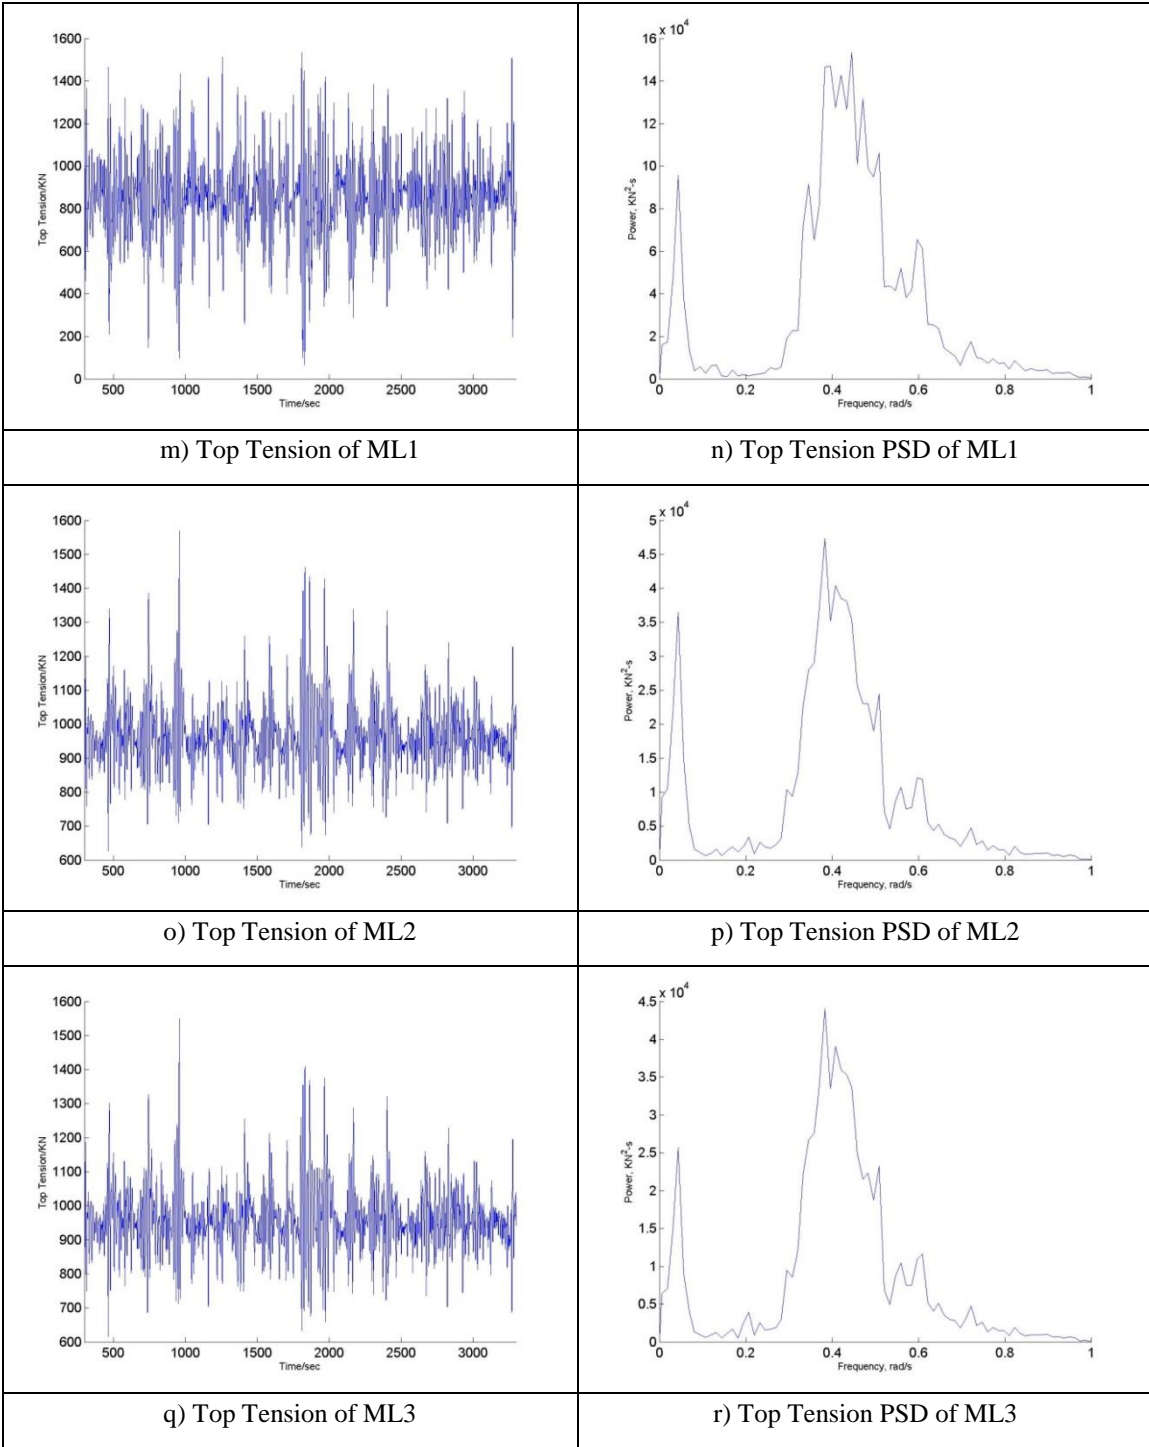 1600
1400
1200
1000
800
600
400
200
0
Top Tension/KN
500 1000 1500 2000 2500 3000
Time/sec
x 10^4
16
14
12
10
8
6
4
2
0
Power, KN²-s
0 0.2 0.4 0.6 0.8 1
Frequency, rad/s
m) Top Tension of ML1
n) Top Tension PSD of ML1
1600
1500
1400
1300
1200
1100
1000
900
800
700
600
Top Tension/KN
500 1000 1500 2000 2500 3000
Time/sec
x 10^4
5
4.5
4
3.5
3
2.5
2
1.5
1
0.5
0
Power, KN²-s
0 0.2 0.4 0.6 0.8 1
Frequency, rad/s
o) Top Tension of ML2
p) Top Tension PSD of ML2
1600
1500
1400
1300
1200
1100
1000
900
800
700
600
Top Tension/KN
500 1000 1500 2000 2500 3000
Time/sec
x 10^4
4.5
4
3.5
3
2.5
2
1.5
1
0.5
0
Power, KN²-s
0 0.2 0.4 0.6 0.8 1
Frequency, rad/s
q) Top Tension of ML3
r) Top Tension PSD of ML3